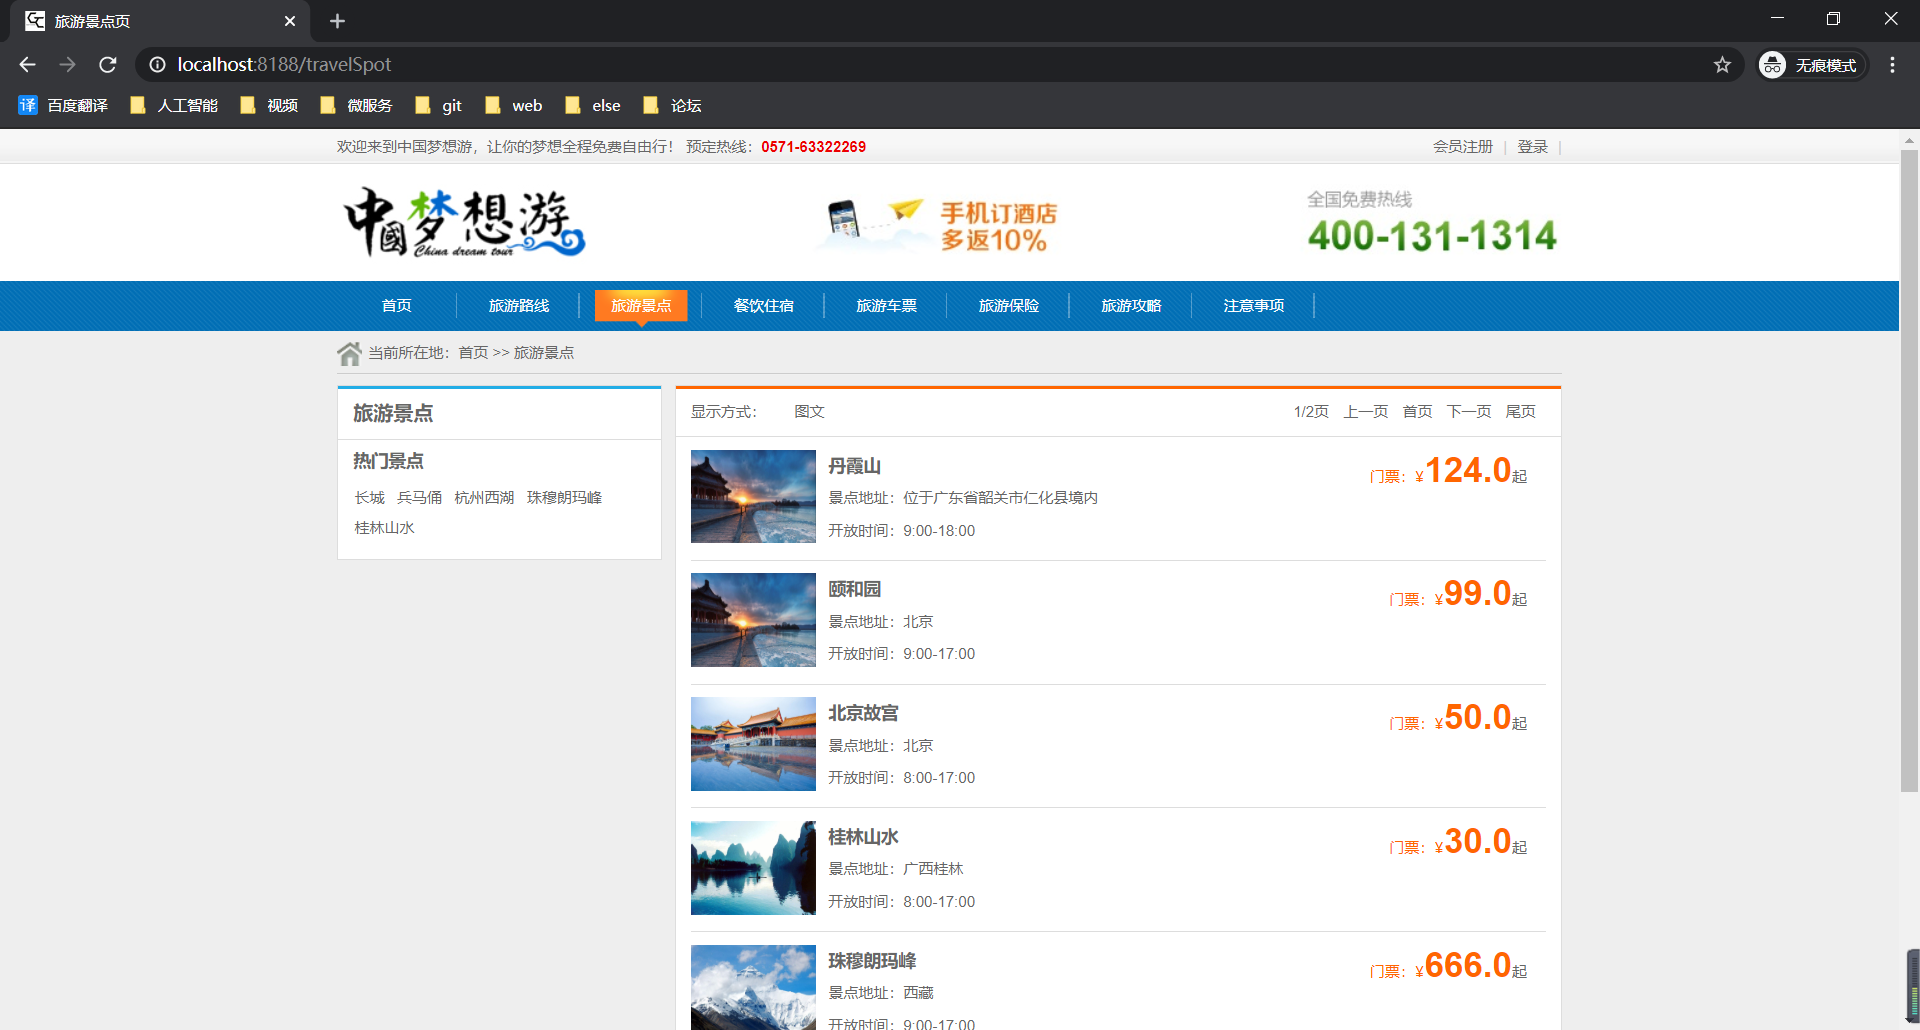 旅游景点页
localhost:8188/travelSpot
无痕模式
译 百度翻译 人工智能 视频 微服务 git web else 论坛
欢迎来到中国梦想游，让你的梦想全程免费自由行！ 预定热线：0571-63322269
会员注册 | 登录 |
中國梦想游
China dream tour
手机订酒店
多返10%
全国免费热线
400-131-1314
首页 旅游路线 旅游景点 餐饮住宿 旅游车票 旅游保险 旅游攻略 注意事项
当前所在地：首页 >> 旅游景点
旅游景点
热门景点
长城 兵马俑 杭州西湖 珠穆朗玛峰
桂林山水
显示方式： 图文 1/2页 上一页 首页 下一页 尾页
丹霞山
门票：¥124.0起
景点地址：位于广东省韶关市仁化县境内
开放时间：9:00-18:00
颐和园
门票：¥99.0起
景点地址：北京
开放时间：9:00-17:00
北京故宫
门票：¥50.0起
景点地址：北京
开放时间：8:00-17:00
桂林山水
门票：¥30.0起
景点地址：广西桂林
开放时间：8:00-17:00
珠穆朗玛峰
门票：¥666.0起
景点地址：西藏
开放时间：9:00-17:00